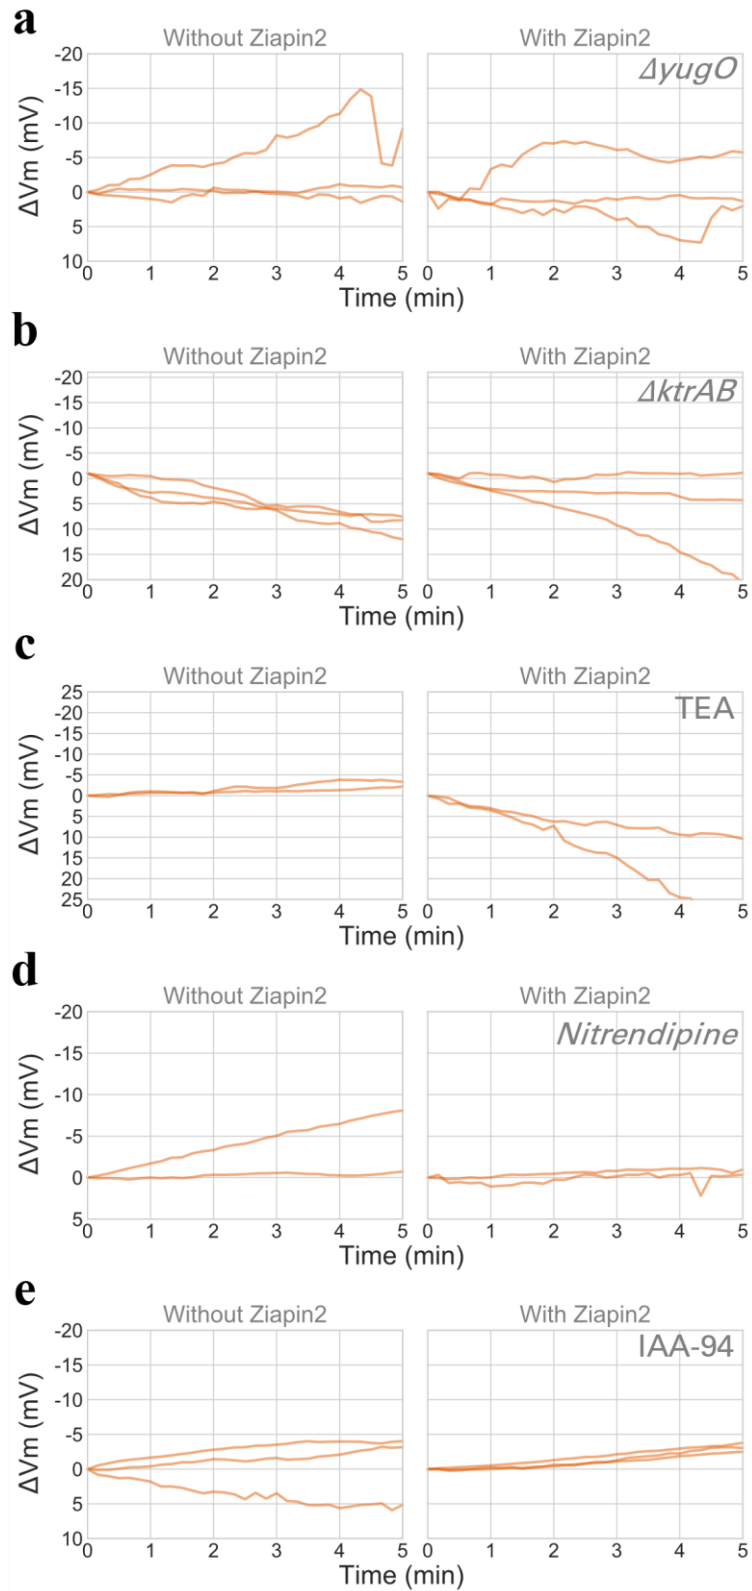 a
Without Ziapin2 With Ziapin2
ΔyugO
ΔVm (mV)
-20
-15
-10
-5
0
5
10
0 1 2 3 4 5 0 1 2 3 4 5
Time (min) Time (min)
b
Without Ziapin2 With Ziapin2
ΔktrAB
ΔVm (mV)
-20
-15
-10
-5
0
5
10
15
20
0 1 2 3 4 5 0 1 2 3 4 5
Time (min) Time (min)
c
Without Ziapin2 With Ziapin2
TEA
ΔVm (mV)
25
-20
-15
-10
-5
0
5
10
15
20
25
0 1 2 3 4 5 0 1 2 3 4 5
Time (min) Time (min)
d
Without Ziapin2 With Ziapin2
Nitrendipine
ΔVm (mV)
-20
-15
-10
-5
0
5
0 1 2 3 4 5 0 1 2 3 4 5
Time (min) Time (min)
e
Without Ziapin2 With Ziapin2
IAA-94
ΔVm (mV)
-20
-15
-10
-5
0
5
10
0 1 2 3 4 5 0 1 2 3 4 5
Time (min) Time (min)